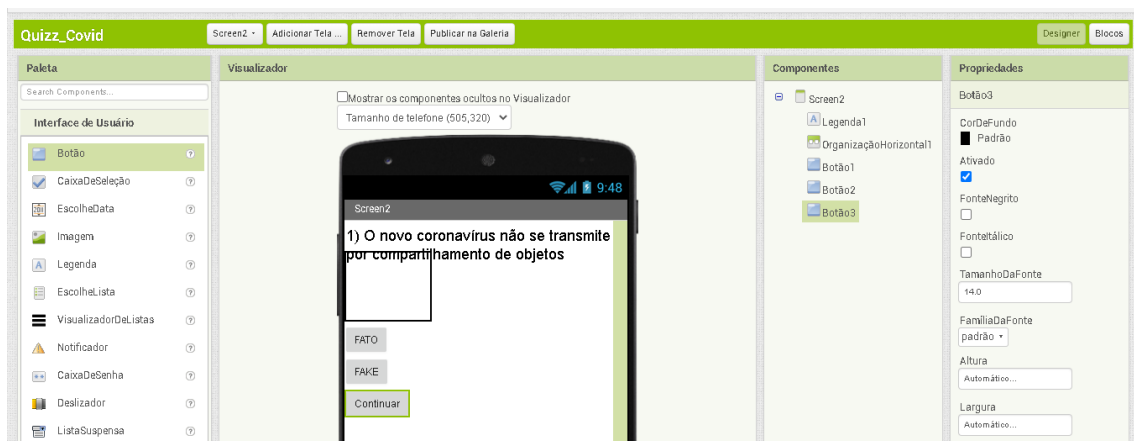 Quizz_Covid
Screen2
Adicionar Tela ...
Remover Tela
Publicar na Galeria
Designer
Blocos
Paleta
Search Components...
Interface de Usuário
Botão
?
CaixaDeSeleção
?
EscolheData
?
Imagem
?
Legenda
?
EscolheLista
?
VisualizadorDeListas
?
Notificador
?
CaixaDeSenha
?
Deslizador
?
ListaSuspensa
?
Visualizador
Mostrar os componentes ocultos no Visualizador
Tamanho de telefone (505,320)
9:48
Screen2
1) O novo coronavírus não se transmite
por compartilhamento de objetos
FATO
FAKE
Continuar
Componentes
Screen2
Legenda1
OrganizaçãoHorizontal1
Botão1
Botão2
Botão3
Propriedades
Botão3
CorDeFundo
Padrão
Ativado
FonteNegrito
FonteItálico
TamanhoDaFonte
14.0
FamíliaDaFonte
padrão
Altura
Automático...
Largura
Automático...